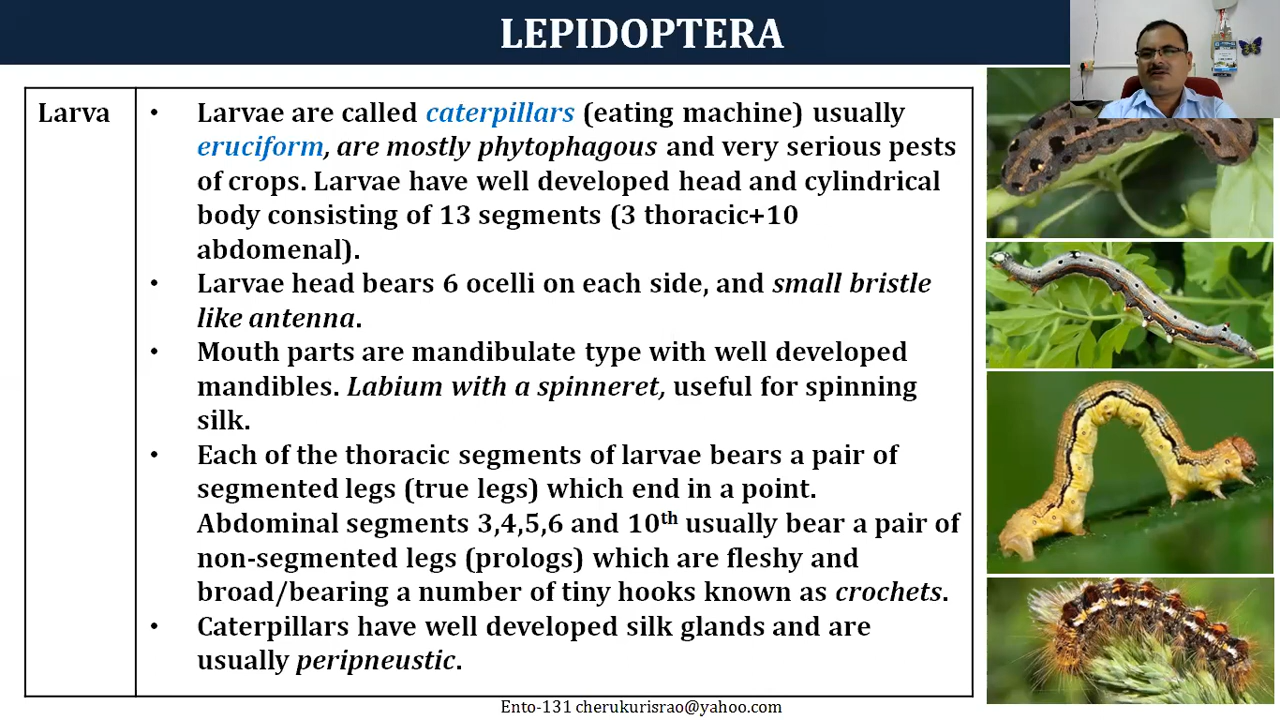 LEPIDOPTERA
Larva
• Larvae are called caterpillars (eating machine) usually
eruciform, are mostly phytophagous and very serious pests
of crops. Larvae have well developed head and cylindrical
body consisting of 13 segments (3 thoracic+10
abdomenal).
• Larvae head bears 6 ocelli on each side, and small bristle
like antenna.
• Mouth parts are mandibulate type with well developed
mandibles. Labium with a spinneret, useful for spinning
silk.
• Each of the thoracic segments of larvae bears a pair of
segmented legs (true legs) which end in a point.
Abdominal segments 3,4,5,6 and 10th usually bear a pair of
non-segmented legs (prologs) which are fleshy and
broad/bearing a number of tiny hooks known as crochets.
• Caterpillars have well developed silk glands and are
usually peripneustic.
Ento-131 cherukurisrao@yahoo.com